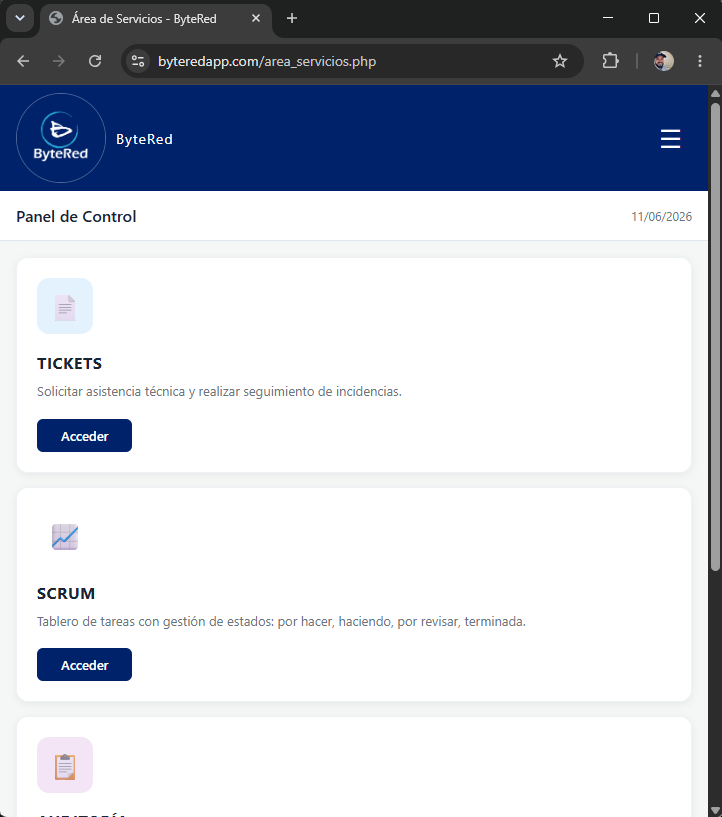 Área de Servicios - ByteRed
byteredapp.com/area_servicios.php
ByteRed
ByteRed
Panel de Control
11/06/2026
TICKETS
Solicitar asistencia técnica y realizar seguimiento de incidencias.
Acceder
SCRUM
Tablero de tareas con gestión de estados: por hacer, haciendo, por revisar, terminada.
Acceder